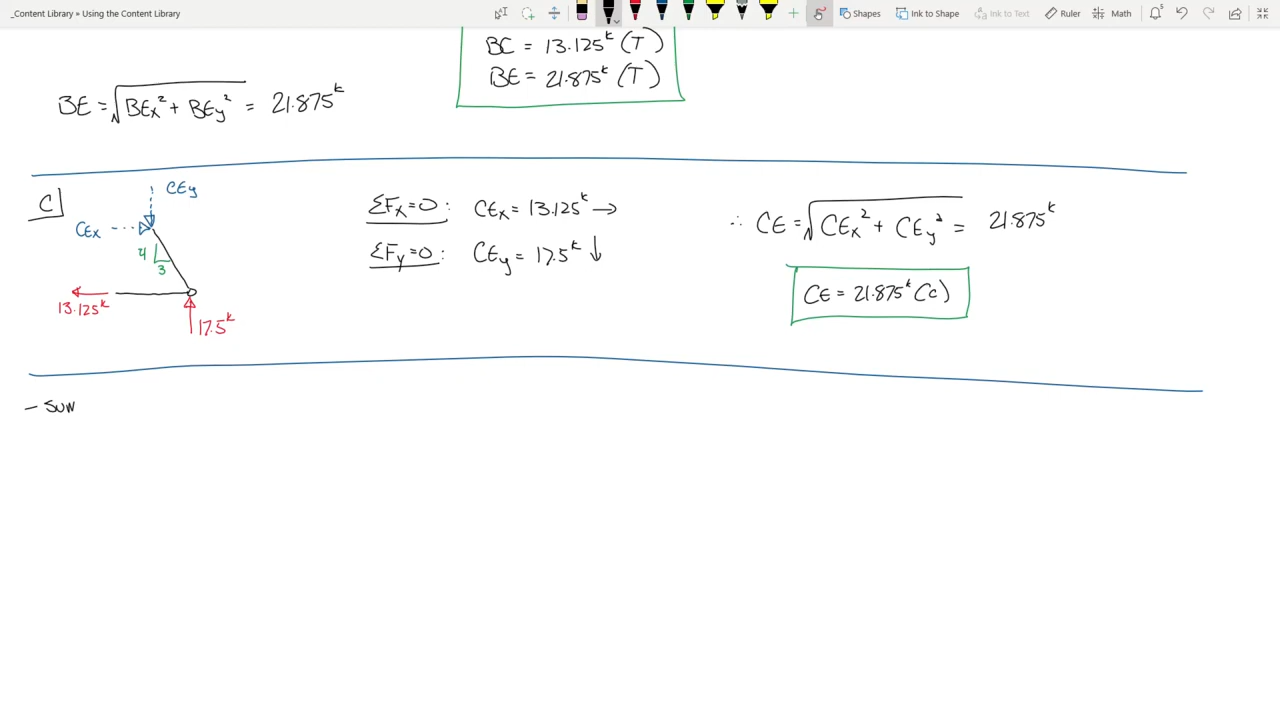 _Content Library » Using the Content Library
Shapes Ink to Shape Ink to Text Ruler Math
BC = 13.125ᵏ (T)
BE = 21.875ᵏ (T)
BE = √BEx² + BEy² = 21.875ᵏ
C
CEy
CEx
4
3
13.125ᵏ
17.5ᵏ
ΣFx=0: CEx = 13.125ᵏ →
ΣFy=0: CEy = 17.5ᵏ ↓
∴ CE = √CEx² + CEy² = 21.875ᵏ
CE = 21.875ᵏ (C)
- SUM